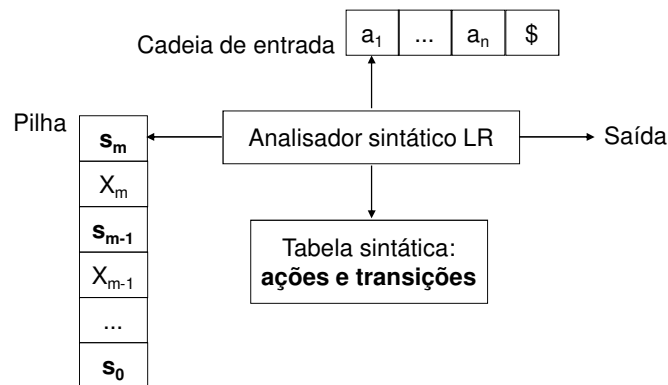 Cadeia de entrada
a1 ... an $
Pilha
Analisador sintático LR
Saída
sm
Xm
sm-1
Xm-1
...
s0
Tabela sintática:
ações e transições